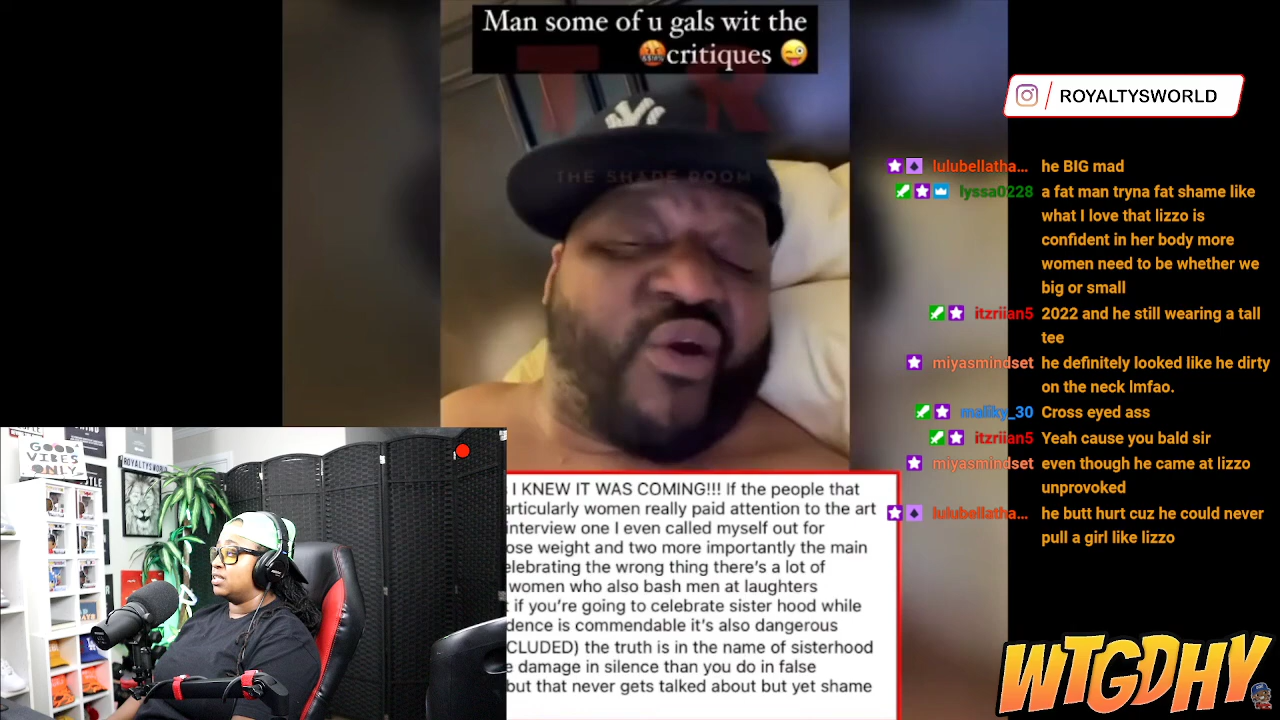 Man some of u gals wit the
critiques
THE SHADE ROOM
ROYALTYSWORLD
lulubellatha... he BIG mad
lyssa0228 a fat man tryna fat shame like
what I love that lizzo is
confident in her body more
women need to be whether we
big or small
itzriian5 2022 and he still wearing a tall
tee
miyasmindset he definitely looked like he dirty
on the neck lmfao.
maliky_30 Cross eyed ass
itzriian5 Yeah cause you bald sir
miyasmindset even though he came at lizzo
unprovoked
lulubellatha... he butt hurt cuz he could never
pull a girl like lizzo
I KNEW IT WAS COMING!!! If the people that
articularly women really paid attention to the art
interview one I even called myself out for
ose weight and two more importantly the main
elebrating the wrong thing there's a lot of
women who also bash men at laughters
if you're going to celebrate sister hood while
dence is commendable it's also dangerous
CLUDED) the truth is in the name of sisterhood
e damage in silence than you do in false
but that never gets talked about but yet shame
GOOD
VIBES
ONLY
ROYALTYSWORLD
WTGDHY